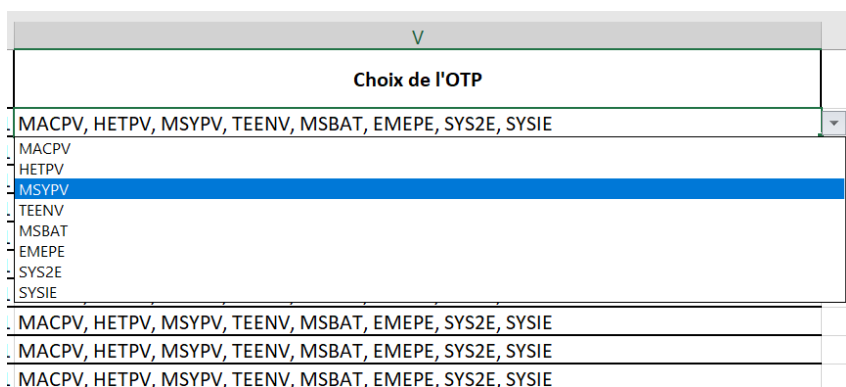 V
Choix de l'OTP
MACPV, HETPV, MSYPV, TEENV, MSBAT, EMEPE, SYS2E, SYSIE
MACPV
HETPV
MSYPV
TEENV
MSBAT
EMEPE
SYS2E
SYSIE
MACPV, HETPV, MSYPV, TEENV, MSBAT, EMEPE, SYS2E, SYSIE
MACPV, HETPV, MSYPV, TEENV, MSBAT, EMEPE, SYS2E, SYSIE
MACPV, HETPV, MSYPV, TEENV, MSBAT, EMEPE, SYS2E, SYSIE